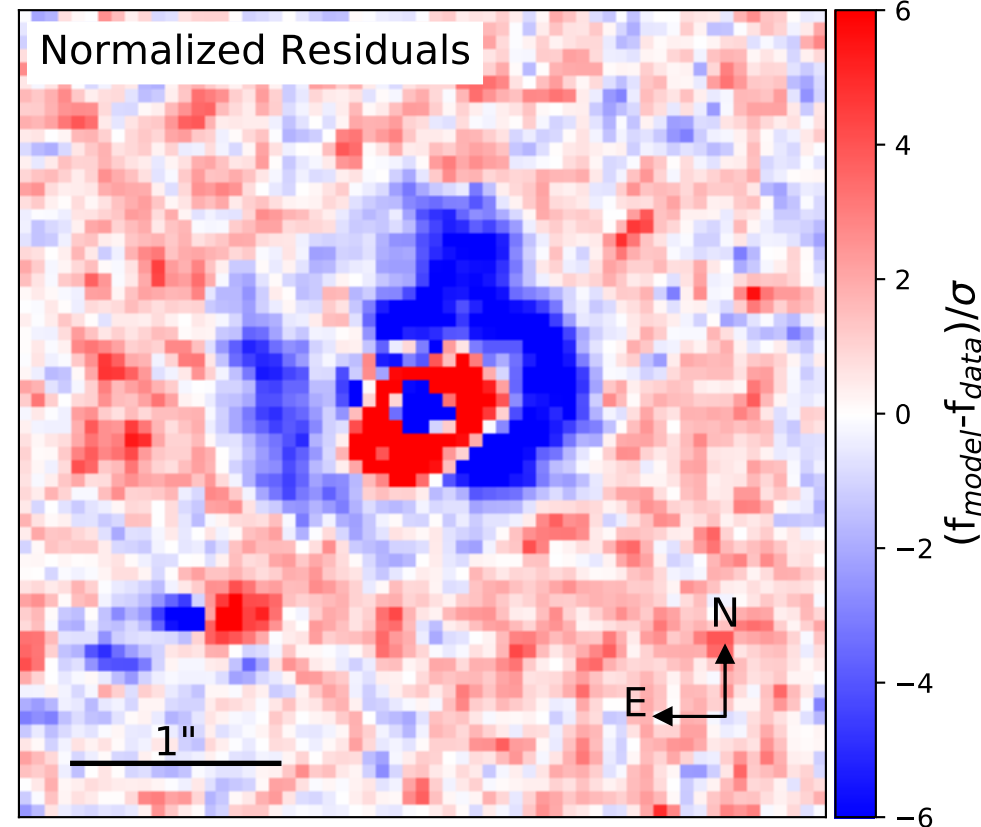 Normalized Residuals
6
4
2
0
−2
−4
−6
(f_model-f_data)/σ
N
E
1"